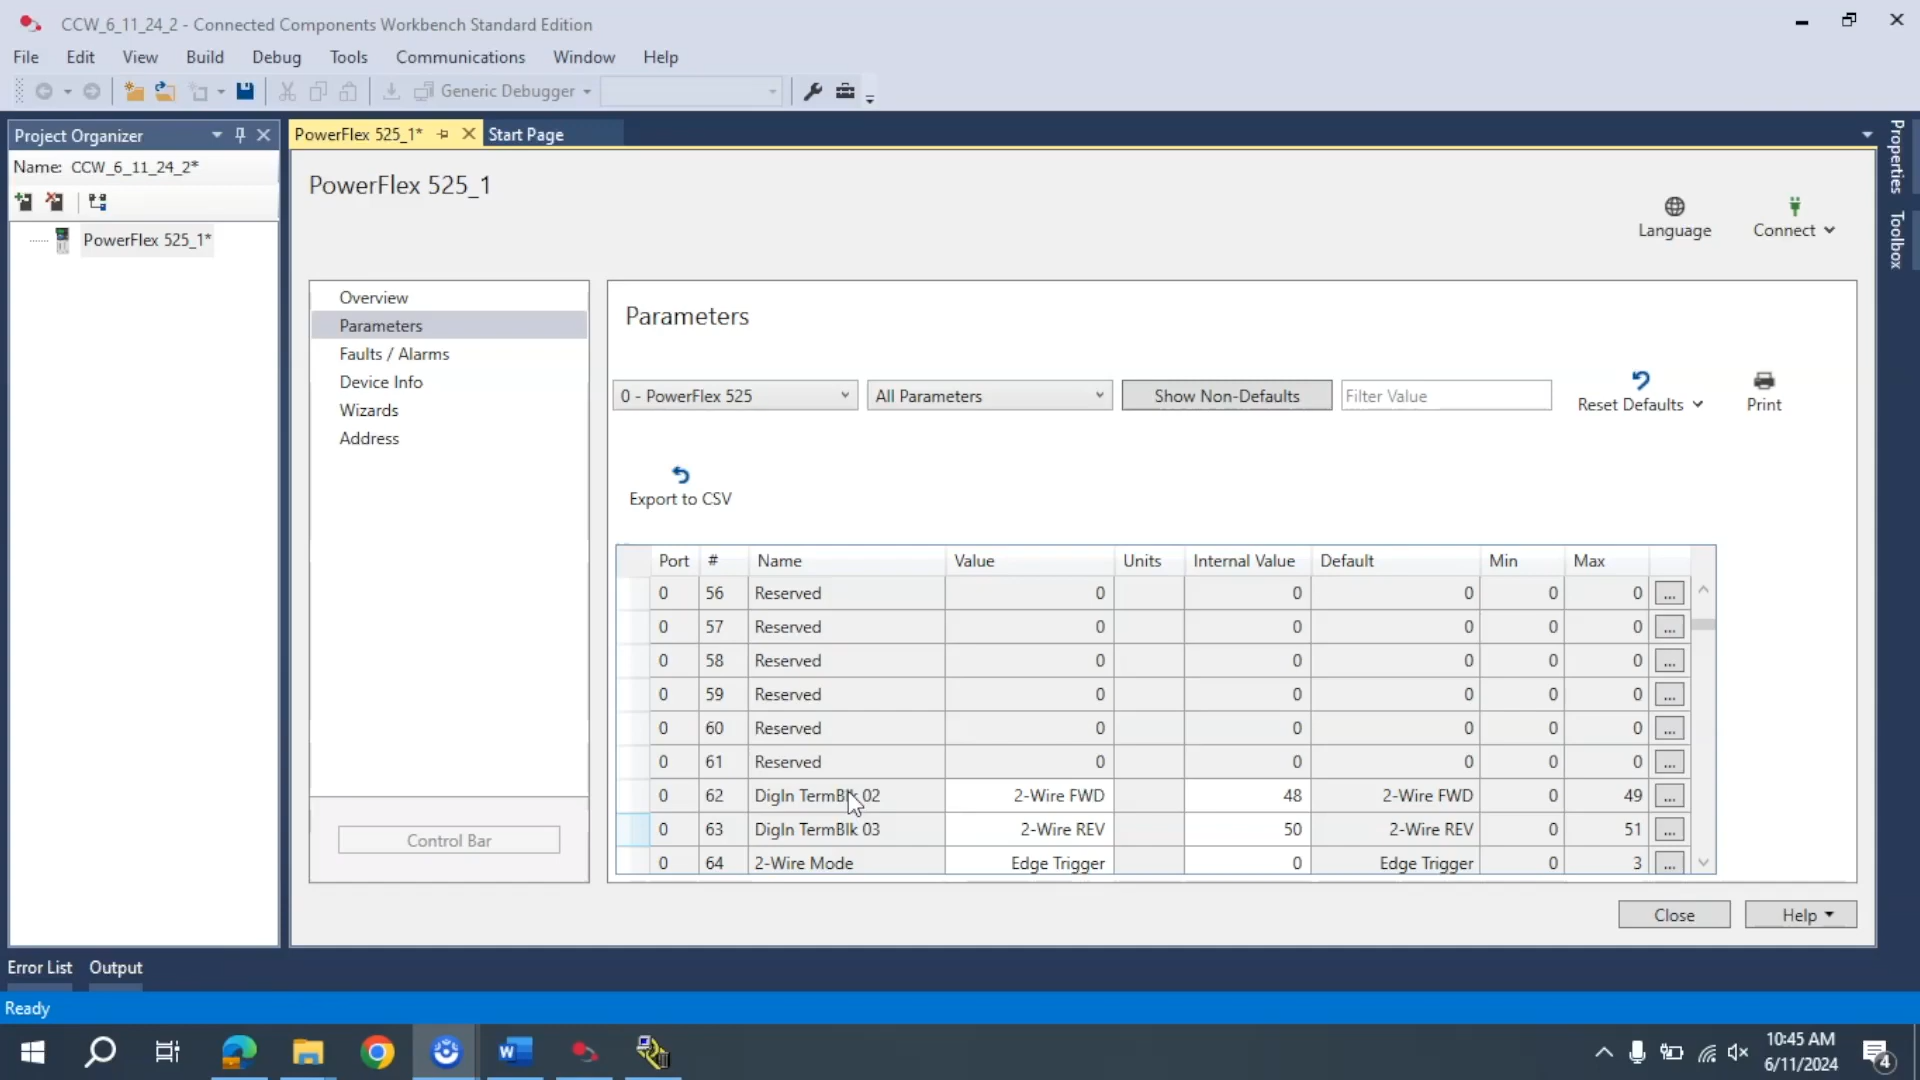 CCW_6_11_24_2 - Connected Components Workbench Standard Edition
File Edit View Build Debug Tools Communications Window Help
Generic Debugger
Project Organizer
Name: CCW_6_11_24_2*
PowerFlex 525_1*
PowerFlex 525_1* Start Page
PowerFlex 525_1
Language
Connect
Overview
Parameters
Faults / Alarms
Device Info
Wizards
Address
Control Bar
Parameters
0 - PowerFlex 525 All Parameters Show Non-Defaults Filter Value Reset Defaults Print
Export to CSV
Port # Name Value Units Internal Value Default Min Max
0 56 Reserved 0 0 0 0 0 ...
0 57 Reserved 0 0 0 0 0 ...
0 58 Reserved 0 0 0 0 0 ...
0 59 Reserved 0 0 0 0 0 ...
0 60 Reserved 0 0 0 0 0 ...
0 61 Reserved 0 0 0 0 0 ...
0 62 DigIn TermBlk 02 2-Wire FWD 48 2-Wire FWD 0 49 ...
0 63 DigIn TermBlk 03 2-Wire REV 50 2-Wire REV 0 51 ...
0 64 2-Wire Mode Edge Trigger 0 Edge Trigger 0 3 ...
Close Help
Properties
Toolbox
Error List Output
Ready
10:45 AM
6/11/2024
4